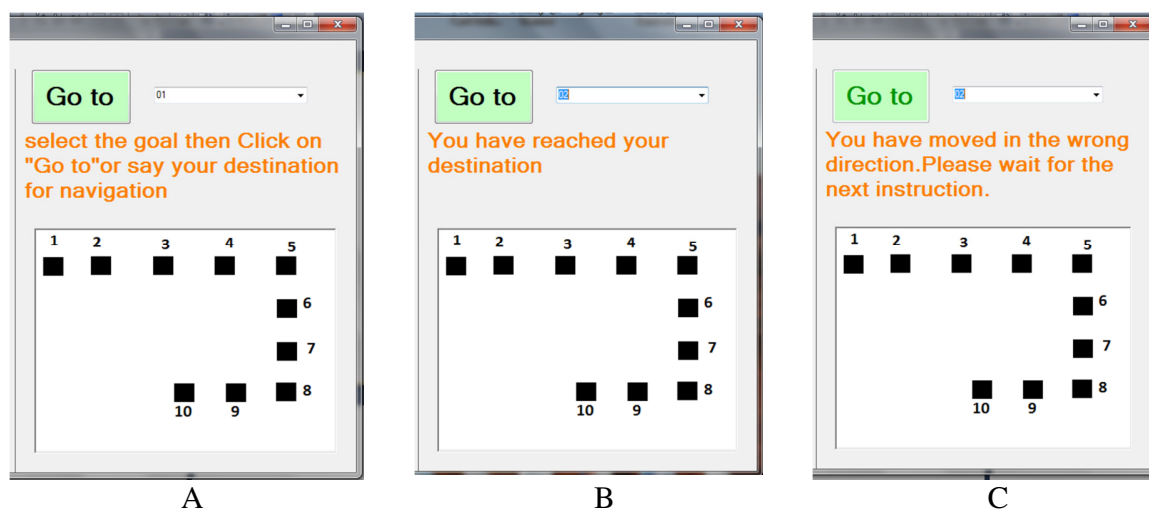 Go to 01
select the goal then Click on
"Go to"or say your destination
for navigation
1 2 3 4 5
6
7
8
10 9
A
Go to 02
You have reached your
destination
1 2 3 4 5
6
7
8
10 9
B
Go to 02
You have moved in the wrong
direction.Please wait for the
next instruction.
1 2 3 4 5
6
7
8
10 9
C